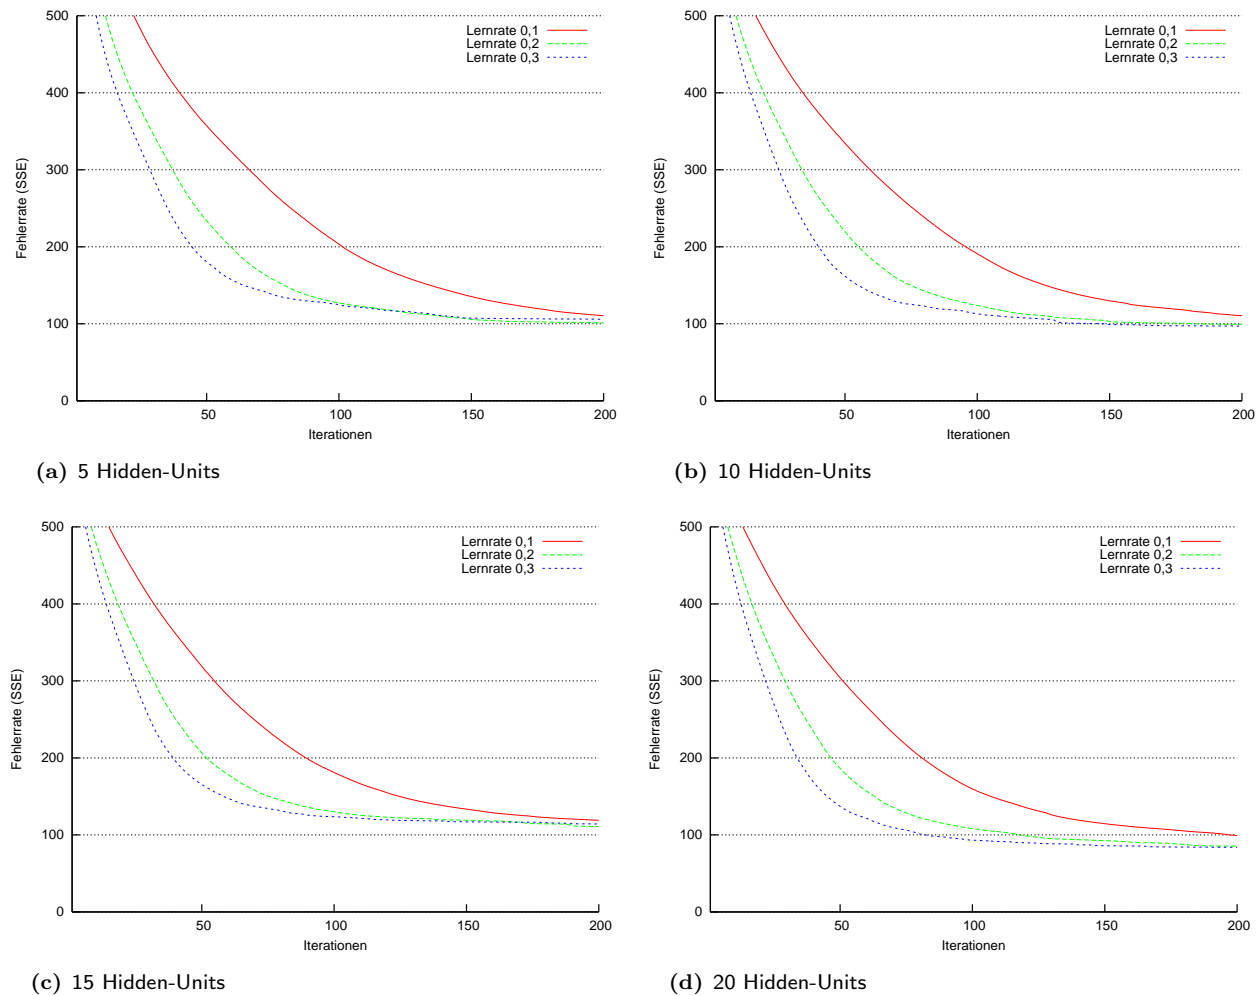 500
400
300
200
100
0
Fehlerrate (SSE)
50
100
150
200
Iterationen
Lernrate 0,1
Lernrate 0,2
Lernrate 0,3
(a) 5 Hidden-Units
500
400
300
200
100
0
Fehlerrate (SSE)
50
100
150
200
Iterationen
Lernrate 0,1
Lernrate 0,2
Lernrate 0,3
(b) 10 Hidden-Units
500
400
300
200
100
0
Fehlerrate (SSE)
50
100
150
200
Iterationen
Lernrate 0,1
Lernrate 0,2
Lernrate 0,3
(c) 15 Hidden-Units
500
400
300
200
100
0
Fehlerrate (SSE)
50
100
150
200
Iterationen
Lernrate 0,1
Lernrate 0,2
Lernrate 0,3
(d) 20 Hidden-Units